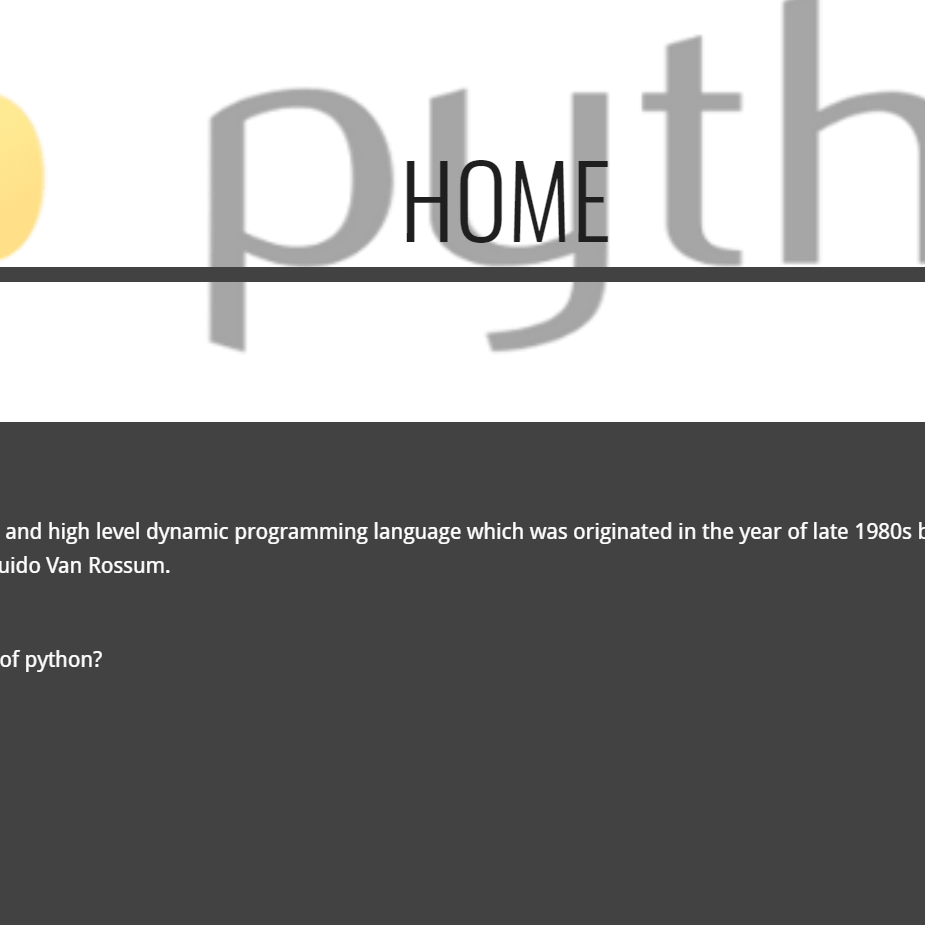 pyth
HOME
and high level dynamic programming language which was originated in the year of late 1980s b
uido Van Rossum.
of python?